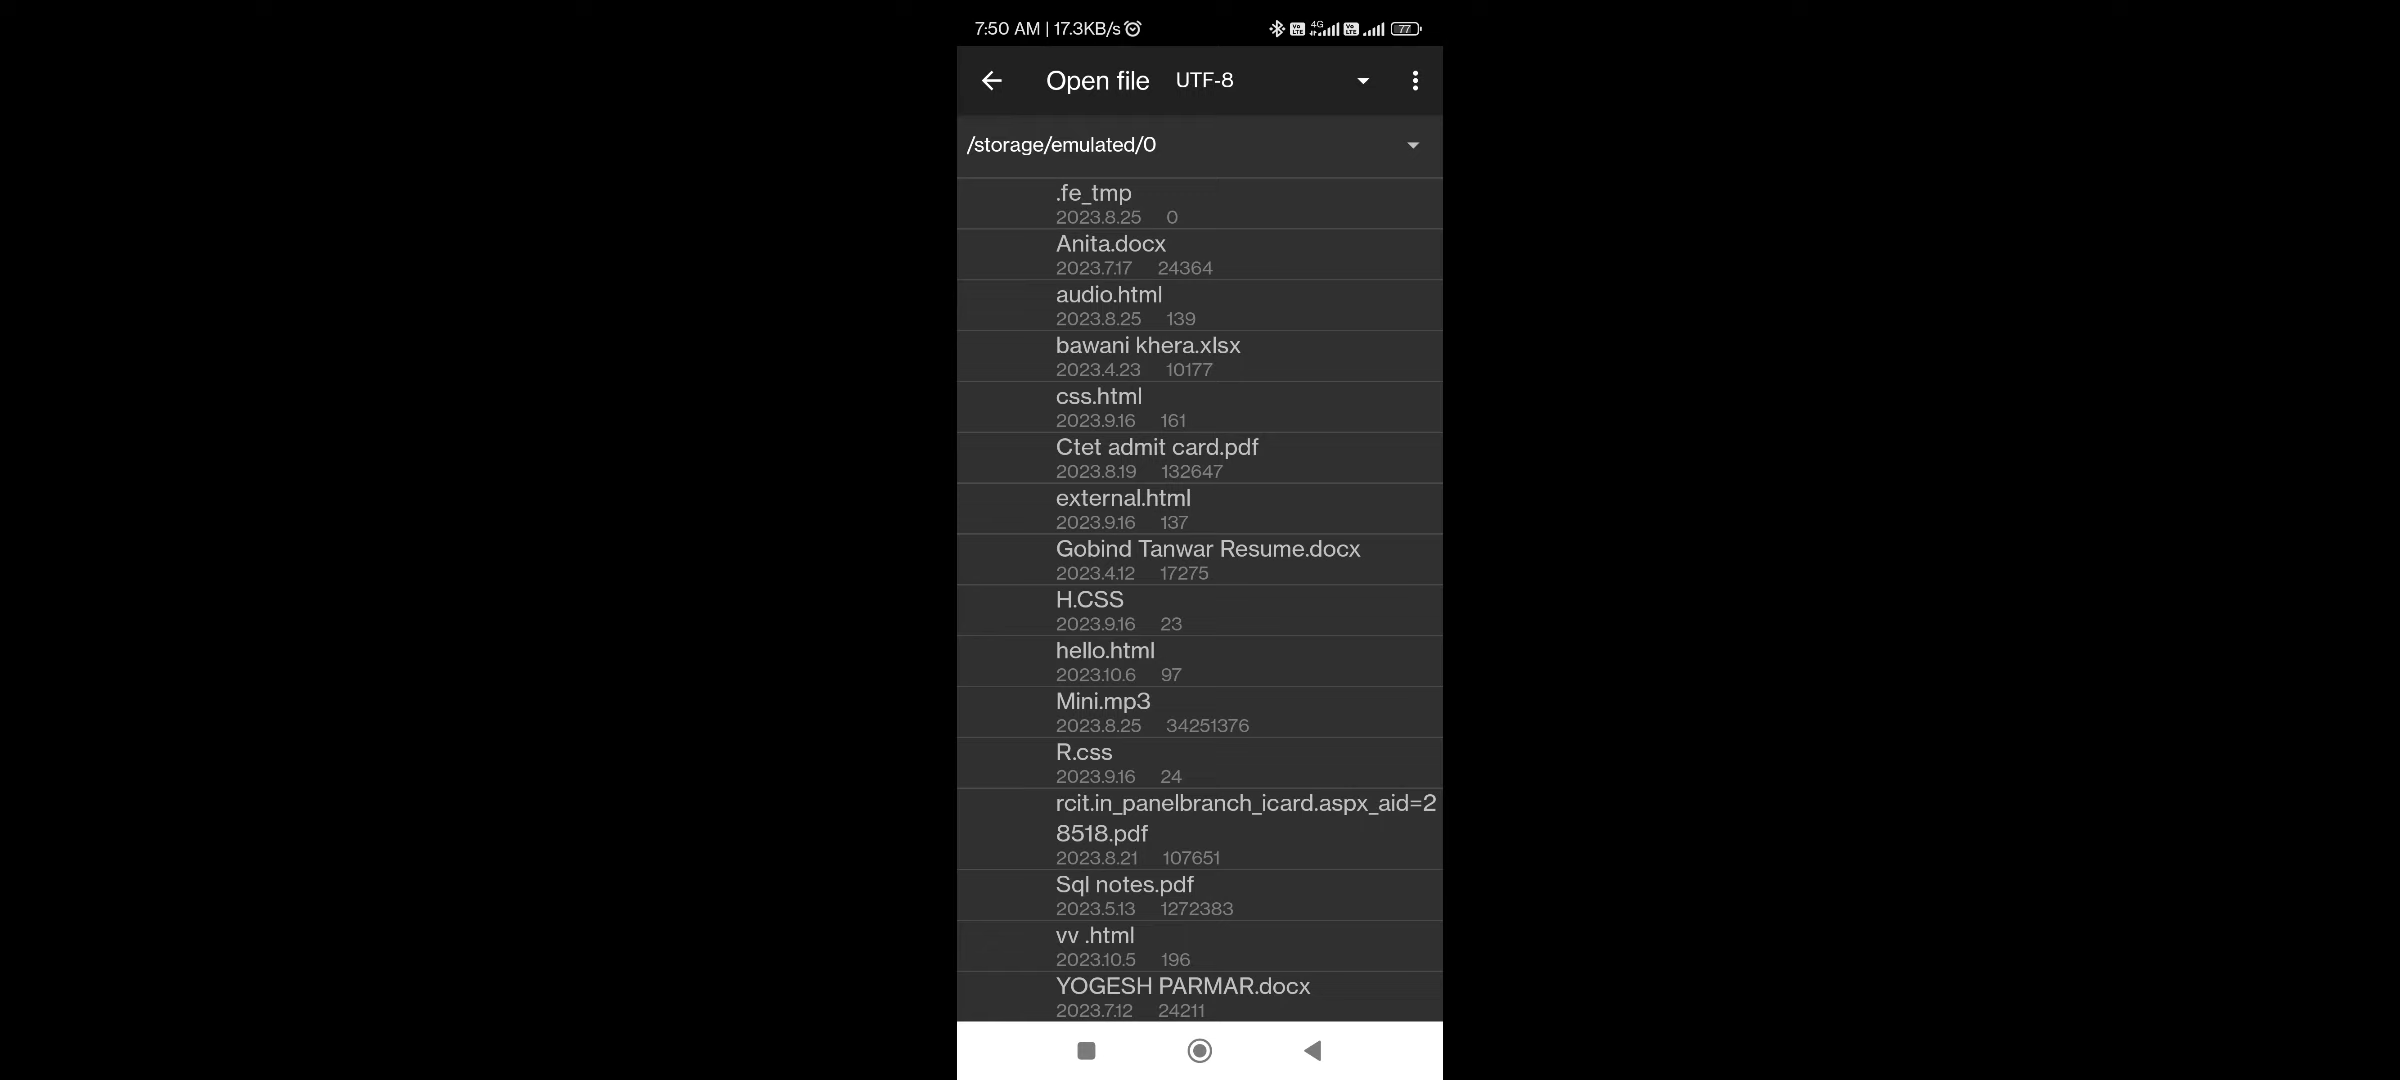 7:50 AM | 17.3KB/s 4G 77
Open file UTF-8
/storage/emulated/0
.fe_tmp
2023.8.25 0
Anita.docx
2023.7.17 24364
audio.html
2023.8.25 139
bawani khera.xlsx
2023.4.23 10177
css.html
2023.9.16 161
Ctet admit card.pdf
2023.8.19 132647
external.html
2023.9.16 137
Gobind Tanwar Resume.docx
2023.4.12 17275
H.CSS
2023.9.16 23
hello.html
2023.10.6 97
Mini.mp3
2023.8.25 34251376
R.css
2023.9.16 24
rcit.in_panelbranch_icard.aspx_aid=2
8518.pdf
2023.8.21 107651
Sql notes.pdf
2023.5.13 1272383
vv .html
2023.10.5 196
YOGESH PARMAR.docx
2023.7.12 24211